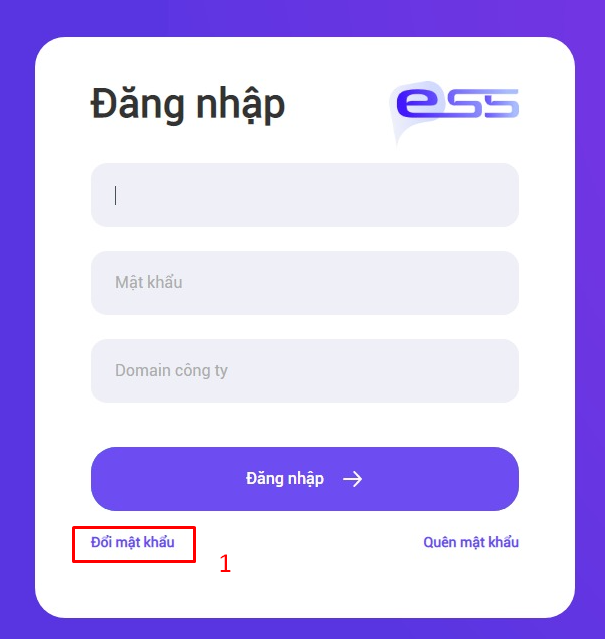 Đăng nhập
ess
Mật khẩu
Domain công ty
Đăng nhập →
Đổi mật khẩu
1
Quên mật khẩu